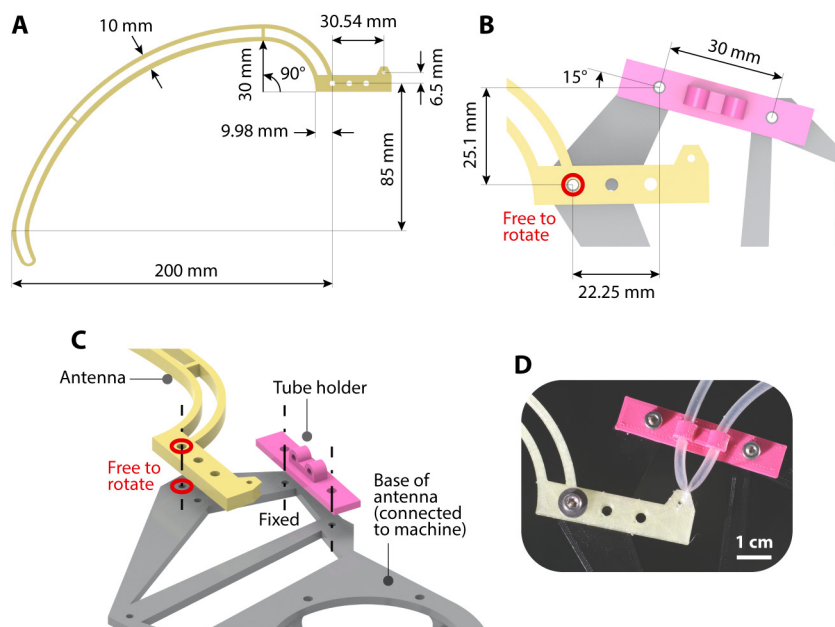 A
10 mm
30.54 mm
30 mm
90°
6.5 mm
9.98 mm
85 mm
200 mm
B
30 mm
15°
25.1 mm
Free to
rotate
22.25 mm
C
Antenna
Tube holder
Free to
rotate
Fixed
Base of
antenna
(connected
to machine)
D
1 cm